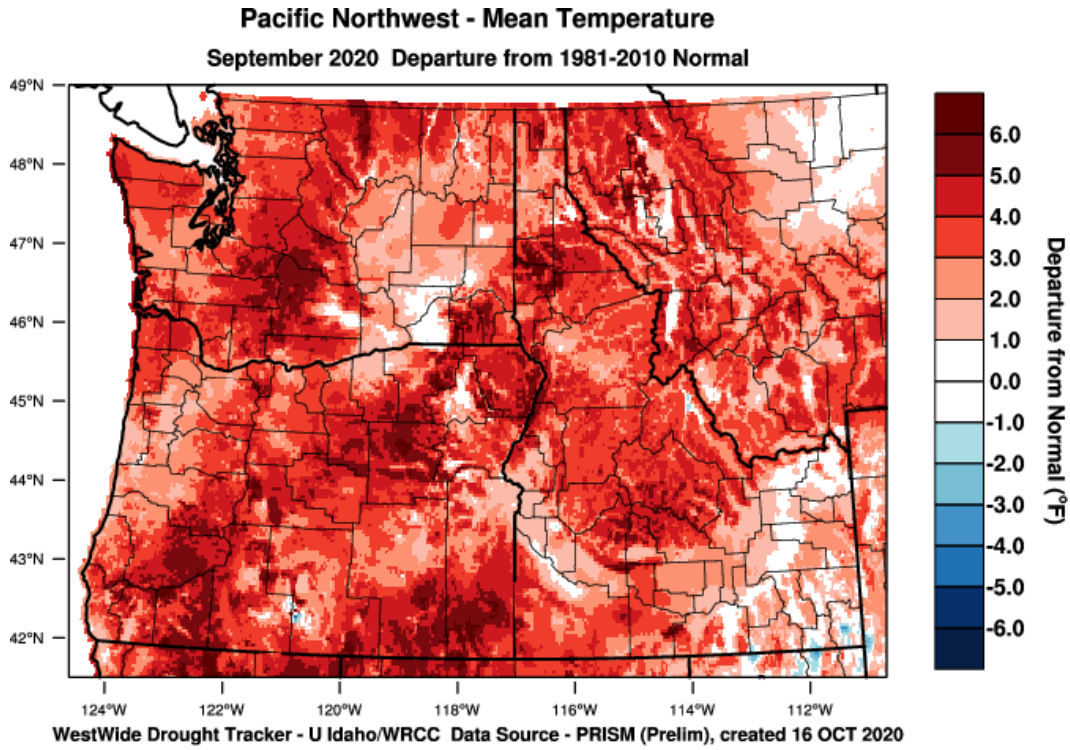 Pacific Northwest - Mean Temperature
September 2020 Departure from 1981-2010 Normal
49°N
48°N
47°N
46°N
45°N
44°N
43°N
42°N
124°W 122°W 120°W 118°W 116°W 114°W 112°W
6.0
5.0
4.0
3.0
2.0
1.0
0.0
-1.0
-2.0
-3.0
-4.0
-5.0
-6.0
Departure from Normal (°F)
WestWide Drought Tracker - U Idaho/WRCC Data Source - PRISM (Prelim), created 16 OCT 2020